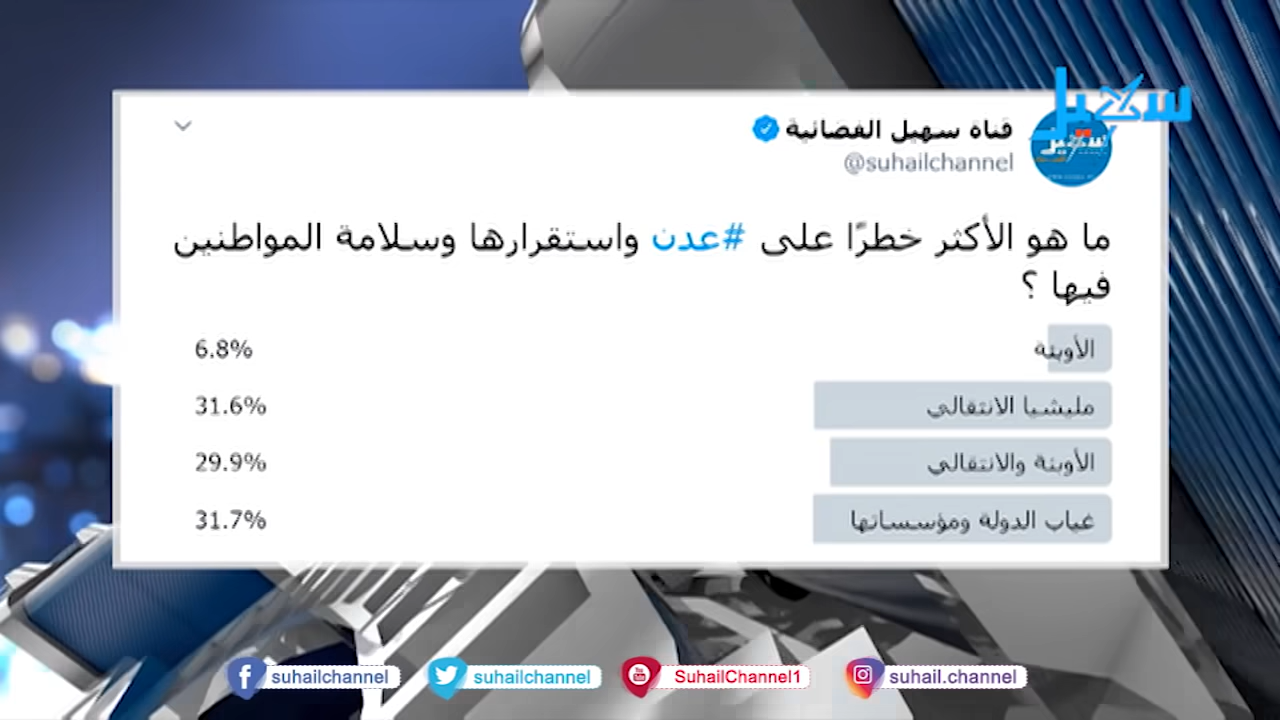 سهيل
قناة سهيل الفضائية
@suhailchannel
ما هو الأكثر خطرًا على #عدن واستقرارها وسلامة المواطنين
فيها ؟
الأوبئة 6.8%
مليشيا الانتقالي 31.6%
الأوبئة والانتقالي 29.9%
غياب الدولة ومؤسساتها 31.7%
suhailchannel suhailchannel SuhailChannel1 suhail.channel